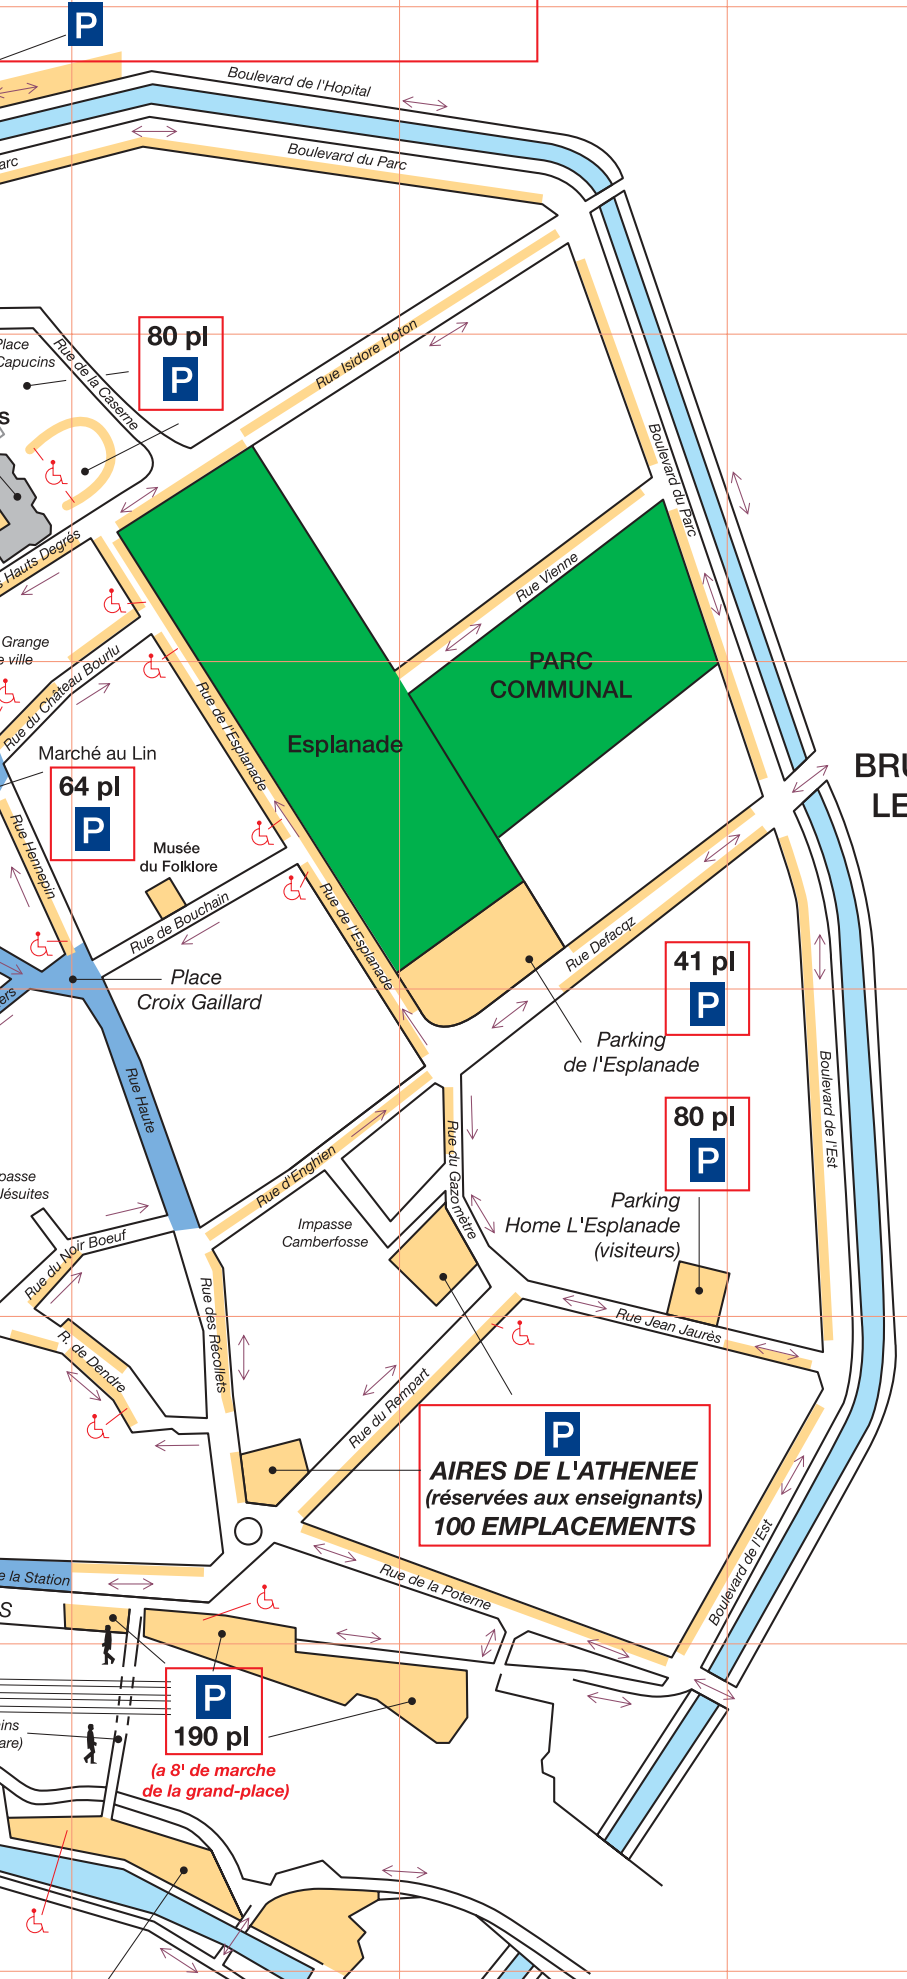 P
Boulevard de l'Hopital
Boulevard du Parc
arc
80 pl
P
Place
Capucins
Rue de la Caserne
Rue Isidore Hoton
s
Boulevard du Parc
Hauts Degrés
Rue Vienne
Grange
ville
Rue du Château Bourlu
PARC
COMMUNAL
Rue de l'Esplanade
Esplanade
Marché au Lin
64 pl
P
BRU
LE
Rue Hennepin
Musée
du Folklore
Rue de Bouchain
Rue de l'Esplanade
Rue Defacqz
41 pl
P
Place
Croix Gaillard
ers
Parking
de l'Esplanade
Rue Haute
Boulevard de l'Est
80 pl
P
Rue du Gazomètre
Rue d'Enghien
passe
Jésuites
Impasse
Camberfosse
Parking
Home L'Esplanade
(visiteurs)
Rue du Noir Boeuf
Rue des Récollets
Rue Jean Jaurès
R. de Dendre
Rue du Rempart
P
AIRES DE L'ATHENEE
(réservées aux enseignants)
100 EMPLACEMENTS
Boulevard de l'Est
e la Station
Rue de la Poterne
S
P
190 pl
(a 8' de marche
de la grand-place)
ins
are)